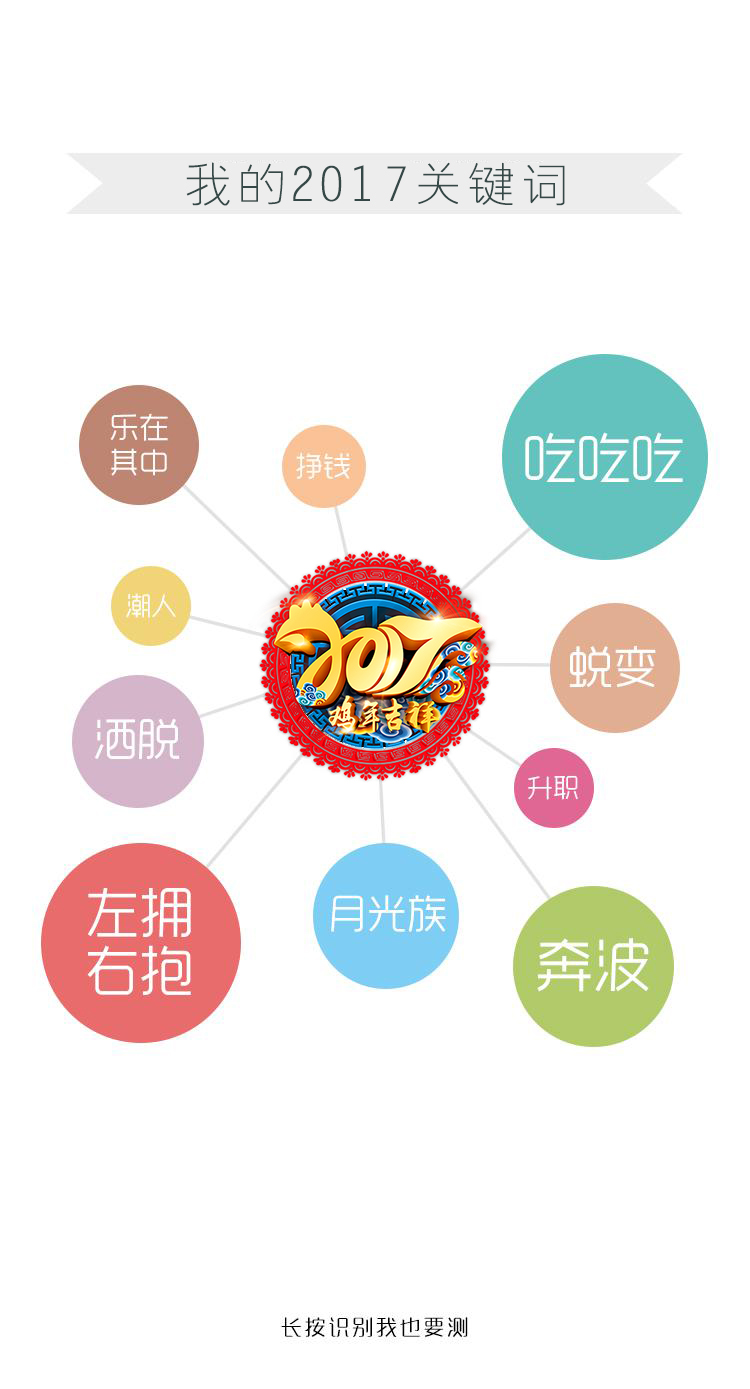 我的2017关键词
乐在
其中
挣钱
吃吃吃
潮人
2017
鸡年吉祥
蜕变
洒脱
升职
左拥
右抱
月光族
奔波
长按识别我也要测